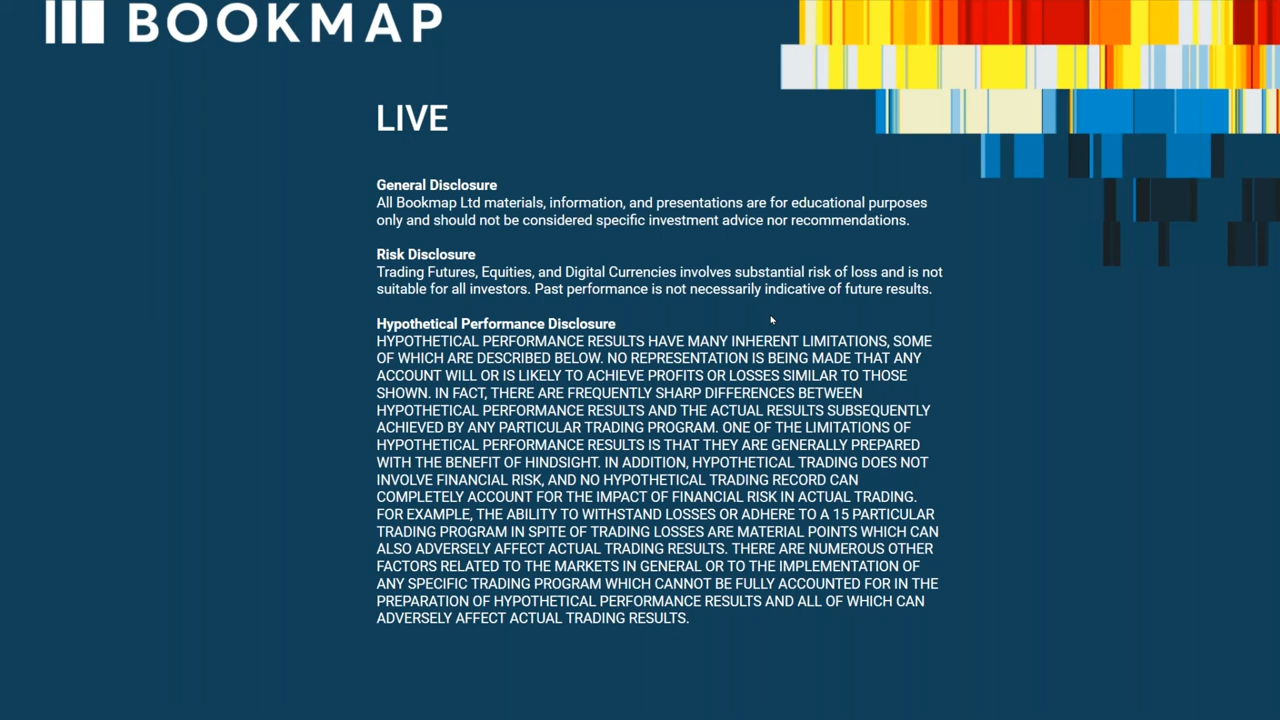 BOOKMAP
LIVE
General Disclosure
All Bookmap Ltd materials, information, and presentations are for educational purposes
only and should not be considered specific investment advice nor recommendations.
Risk Disclosure
Trading Futures, Equities, and Digital Currencies involves substantial risk of loss and is not
suitable for all investors. Past performance is not necessarily indicative of future results.
Hypothetical Performance Disclosure
HYPOTHETICAL PERFORMANCE RESULTS HAVE MANY INHERENT LIMITATIONS, SOME
OF WHICH ARE DESCRIBED BELOW. NO REPRESENTATION IS BEING MADE THAT ANY
ACCOUNT WILL OR IS LIKELY TO ACHIEVE PROFITS OR LOSSES SIMILAR TO THOSE
SHOWN. IN FACT, THERE ARE FREQUENTLY SHARP DIFFERENCES BETWEEN
HYPOTHETICAL PERFORMANCE RESULTS AND THE ACTUAL RESULTS SUBSEQUENTLY
ACHIEVED BY ANY PARTICULAR TRADING PROGRAM. ONE OF THE LIMITATIONS OF
HYPOTHETICAL PERFORMANCE RESULTS IS THAT THEY ARE GENERALLY PREPARED
WITH THE BENEFIT OF HINDSIGHT. IN ADDITION, HYPOTHETICAL TRADING DOES NOT
INVOLVE FINANCIAL RISK, AND NO HYPOTHETICAL TRADING RECORD CAN
COMPLETELY ACCOUNT FOR THE IMPACT OF FINANCIAL RISK IN ACTUAL TRADING.
FOR EXAMPLE, THE ABILITY TO WITHSTAND LOSSES OR ADHERE TO A 15 PARTICULAR
TRADING PROGRAM IN SPITE OF TRADING LOSSES ARE MATERIAL POINTS WHICH CAN
ALSO ADVERSELY AFFECT ACTUAL TRADING RESULTS. THERE ARE NUMEROUS OTHER
FACTORS RELATED TO THE MARKETS IN GENERAL OR TO THE IMPLEMENTATION OF
ANY SPECIFIC TRADING PROGRAM WHICH CANNOT BE FULLY ACCOUNTED FOR IN THE
PREPARATION OF HYPOTHETICAL PERFORMANCE RESULTS AND ALL OF WHICH CAN
ADVERSELY AFFECT ACTUAL TRADING RESULTS.